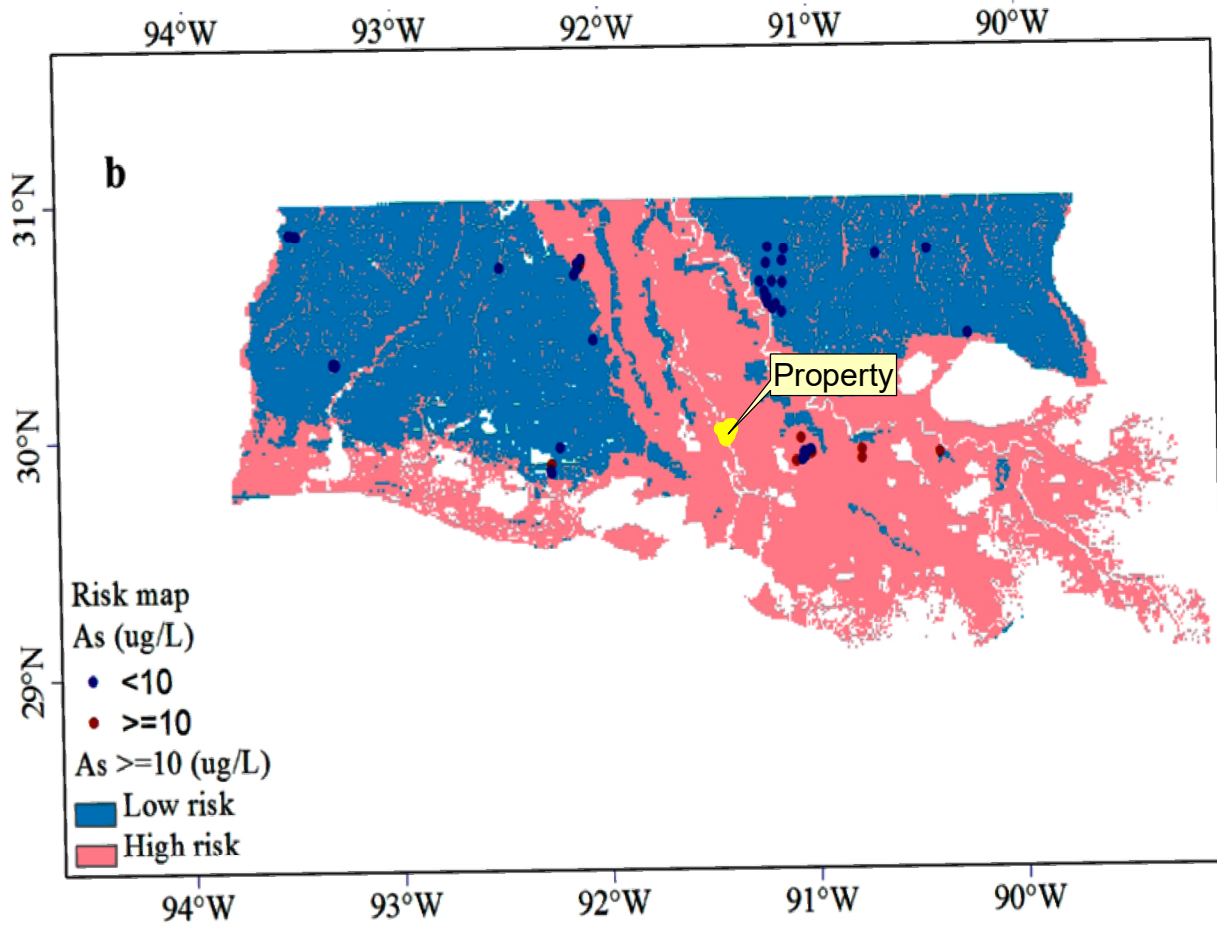 94°W 93°W 92°W 91°W 90°W
b
31°N
Property
30°N
Risk map
As (ug/L)
29°N
<10
>=10
As >=10 (ug/L)
Low risk
High risk
94°W 93°W 92°W 91°W 90°W